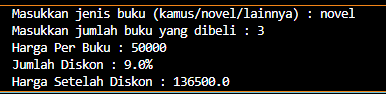 Masukkan jenis buku (kamus/novel/lainnya) : novel
Masukkan jumlah buku yang dibeli : 3
Harga Per Buku : 50000
Jumlah Diskon : 9.0%
Harga Setelah Diskon : 136500.0